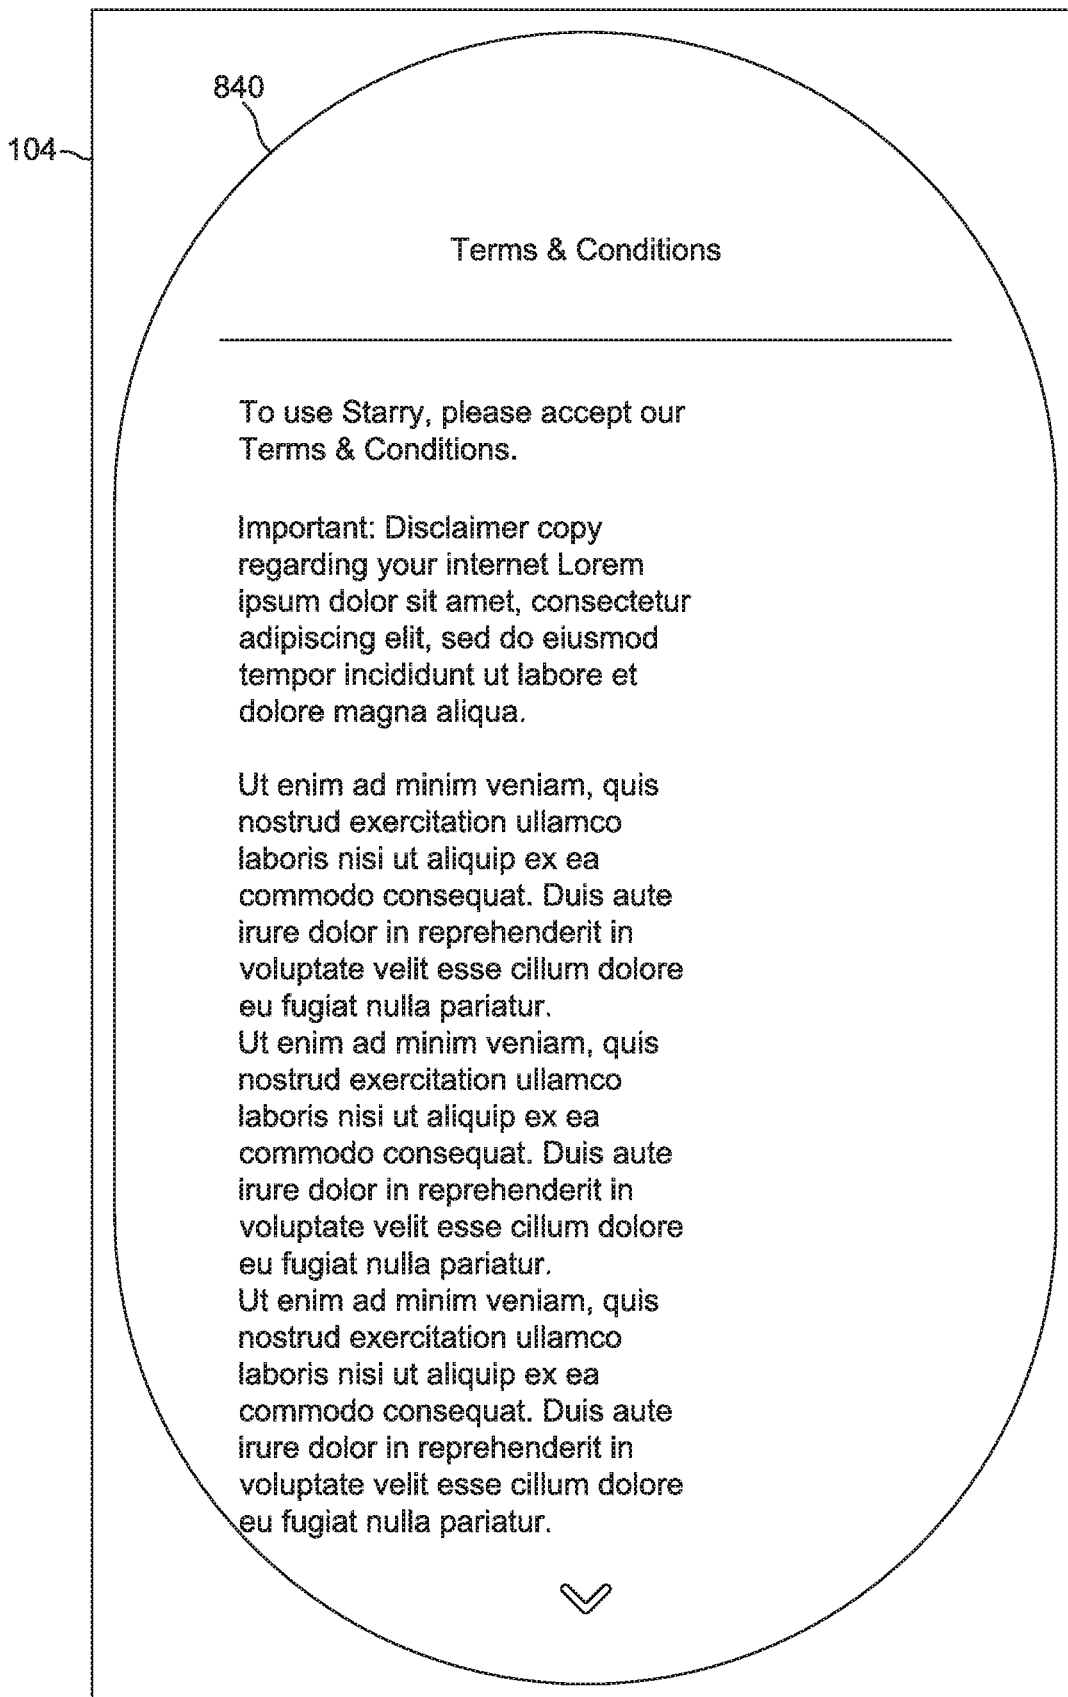 840
104
Terms & Conditions
To use Starry, please accept our
Terms & Conditions.
Important: Disclaimer copy
regarding your internet Lorem
ipsum dolor sit amet, consectetur
adipiscing elit, sed do eiusmod
tempor incididunt ut labore et
dolore magna aliqua.
Ut enim ad minim veniam, quis
nostrud exercitation ullamco
laboris nisi ut aliquip ex ea
commodo consequat. Duis aute
irure dolor in reprehenderit in
voluptate velit esse cillum dolore
eu fugiat nulla pariatur.
Ut enim ad minim veniam, quis
nostrud exercitation ullamco
laboris nisi ut aliquip ex ea
commodo consequat. Duis aute
irure dolor in reprehenderit in
voluptate velit esse cillum dolore
eu fugiat nulla pariatur.
Ut enim ad minim veniam, quis
nostrud exercitation ullamco
laboris nisi ut aliquip ex ea
commodo consequat. Duis aute
irure dolor in reprehenderit in
voluptate velit esse cillum dolore
eu fugiat nulla pariatur.